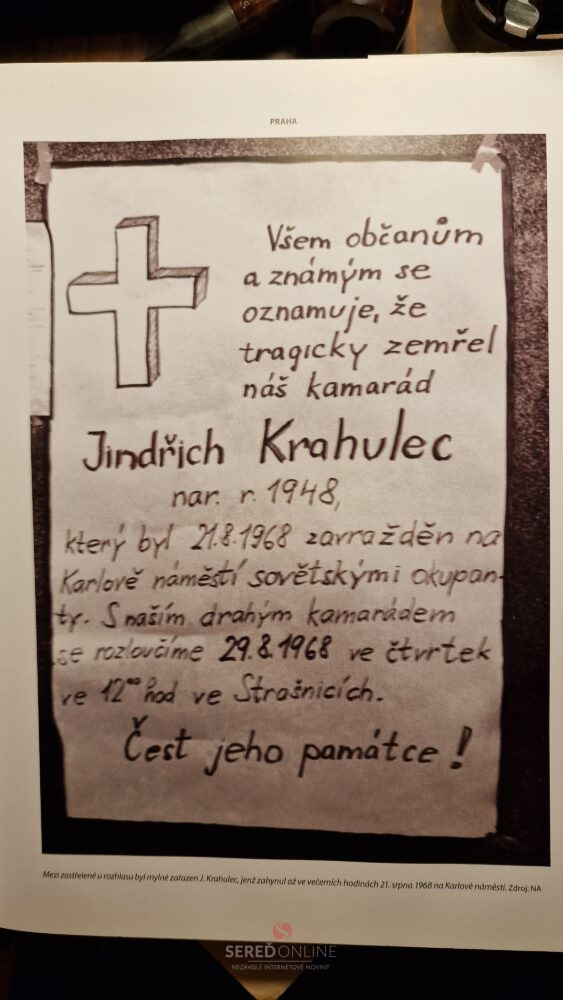 PRAHA
Všem občanům
a známým se
oznamuje, že
tragicky zemřel
náš kamarád
Jindřich Krahulec
nar. r. 1948,
který byl 21.8.1968 zavražděn na
Karlově náměstí sovětskými okupan-
ty. S naším drahým kamarádem
se rozloučíme 29.8.1968 ve čtvrtek
ve 12⁰⁰ hod ve Strašnicích.
Čest jeho památce!
Mezi zastřelené u rozhlasu byl mylně zařazen J. Krahulec, jenž zahynul až ve večerních hodinách 21. srpna 1968 na Karlově náměstí. Zdroj: NA
SEREĎONLINE
NEZÁVISLÉ INTERNETOVÉ NOVINY